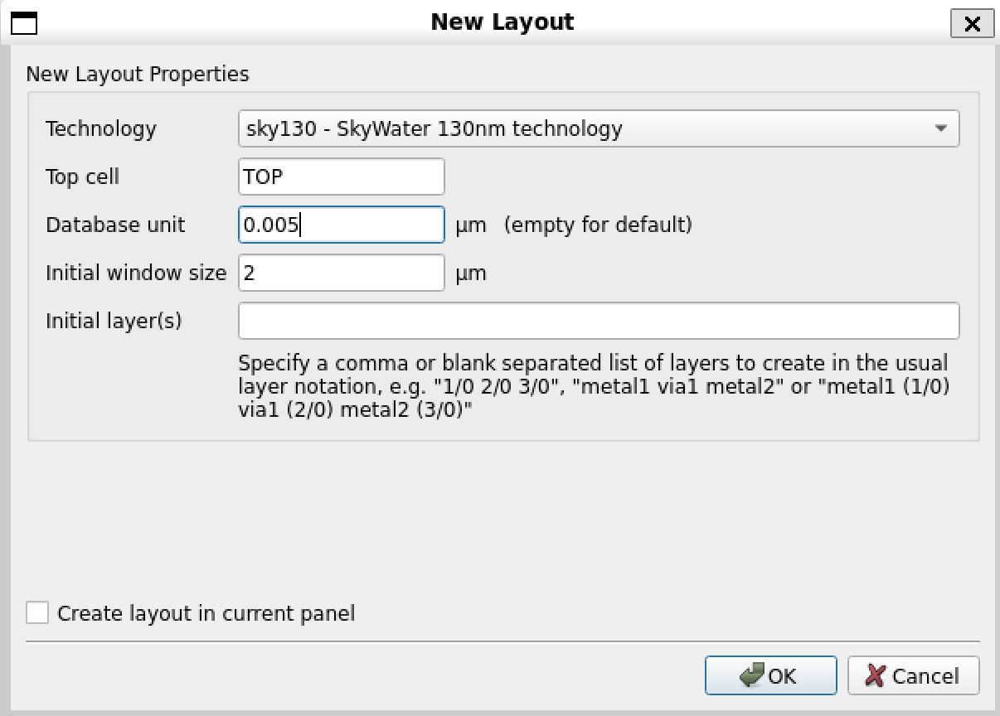 New Layout
New Layout Properties
Technology sky130 - SkyWater 130nm technology
Top cell TOP
Database unit 0.005 µm (empty for default)
Initial window size 2 µm
Initial layer(s)
Specify a comma or blank separated list of layers to create in the usual
layer notation, e.g. "1/0 2/0 3/0", "metal1 via1 metal2" or "metal1 (1/0)
via1 (2/0) metal2 (3/0)"
Create layout in current panel
OK Cancel